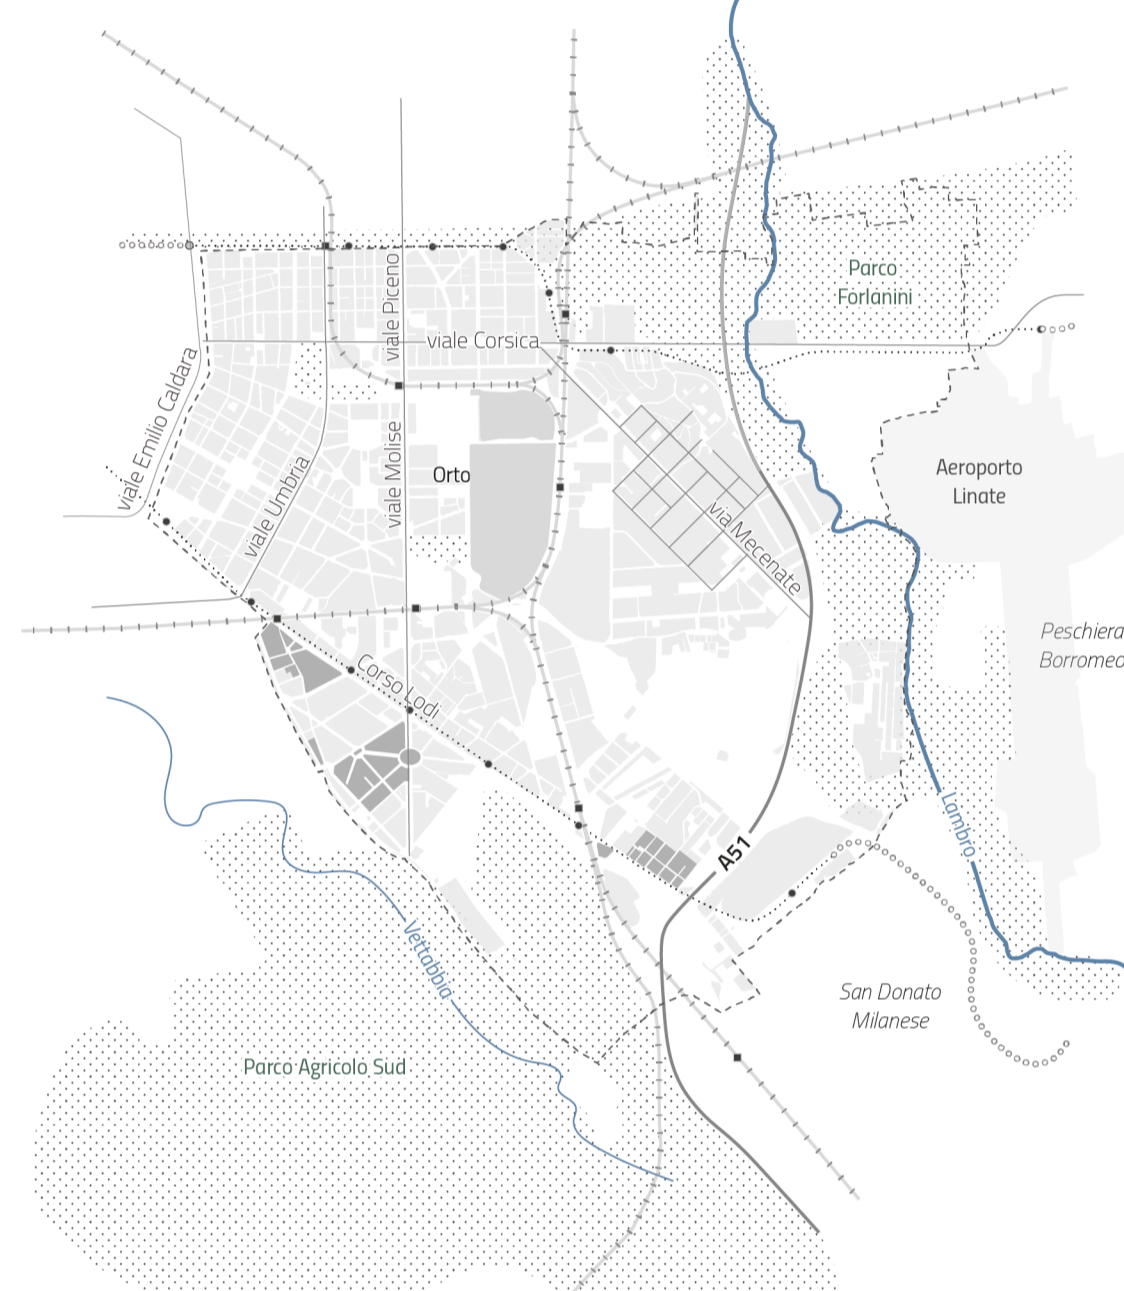 viale Piceno
Parco
Forlanini
viale Corsica
viale Emilio Caldara
viale Umbria
viale Molise
Orto
Aeroporto
Linate
via Mecenate
Peschiera
Borromeo
Corso Lodi
A51
Lambro
Vettabbia
San Donato
Milanese
Parco Agricolo Sud